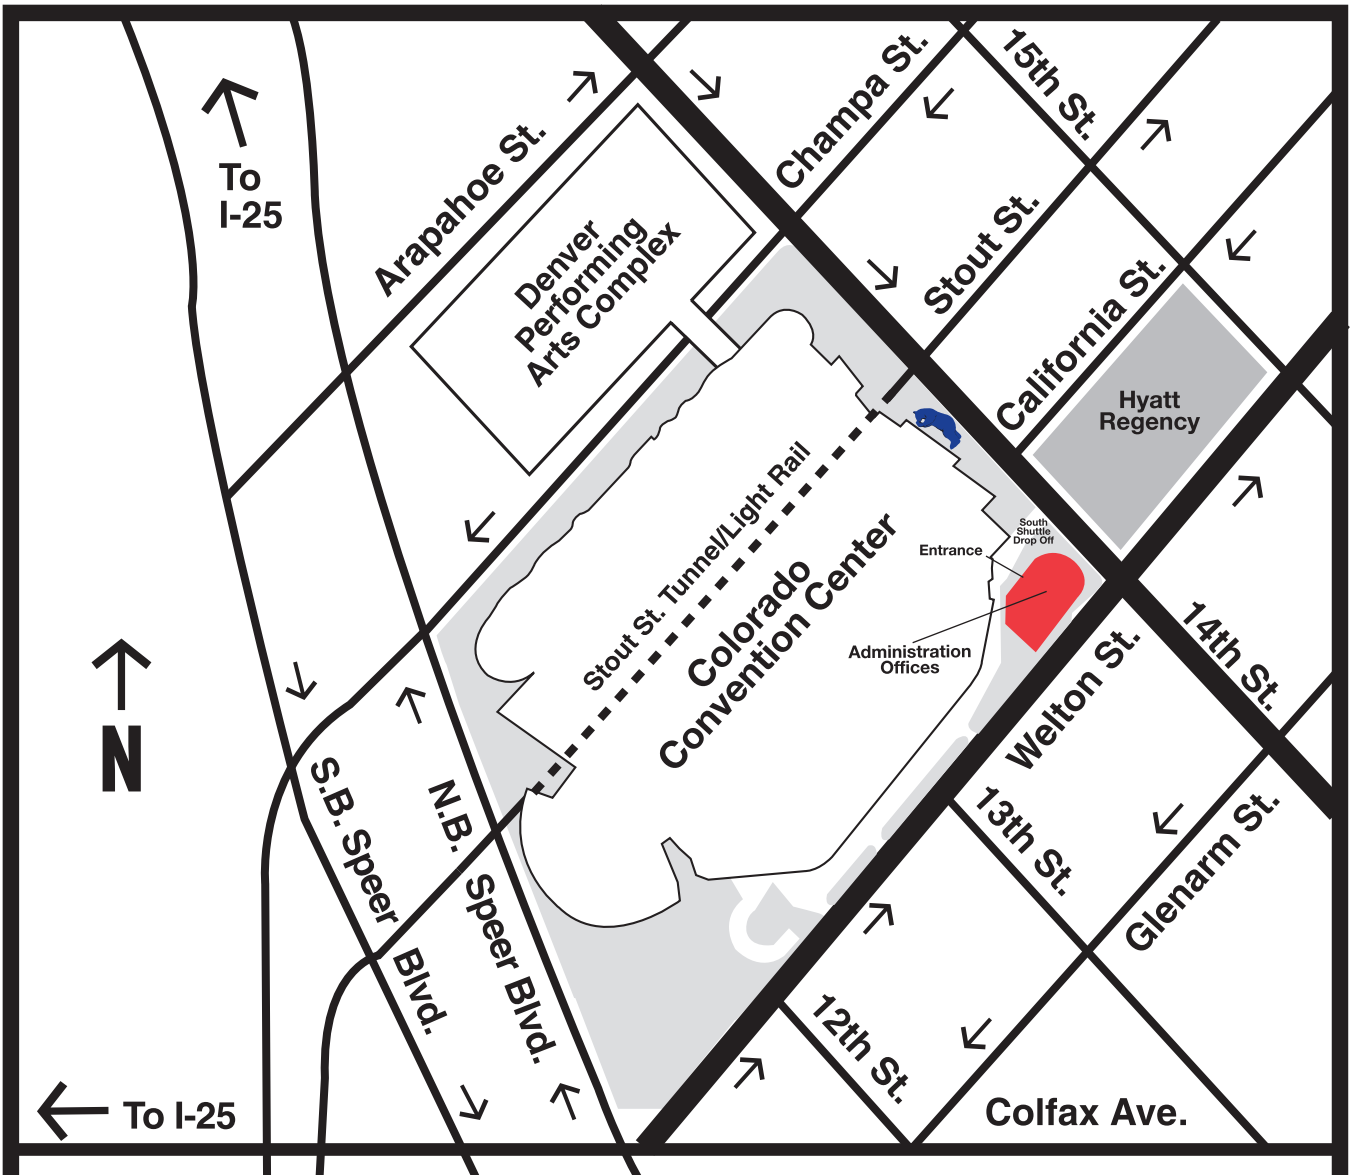 15th St.
Champa St.
To
I-25
Arapahoe St.
Stout St.
Denver
Performing
Arts Complex
California St.
Hyatt
Regency
Stout St. Tunnel/Light Rail
South
Shuttle
Drop Off
Entrance
Colorado
Convention Center
Administration
Offices
14th St.
Welton St.
N
S.B. Speer Blvd.
N.B. Speer Blvd.
13th St.
Glenarm St.
12th St.
To I-25
Colfax Ave.